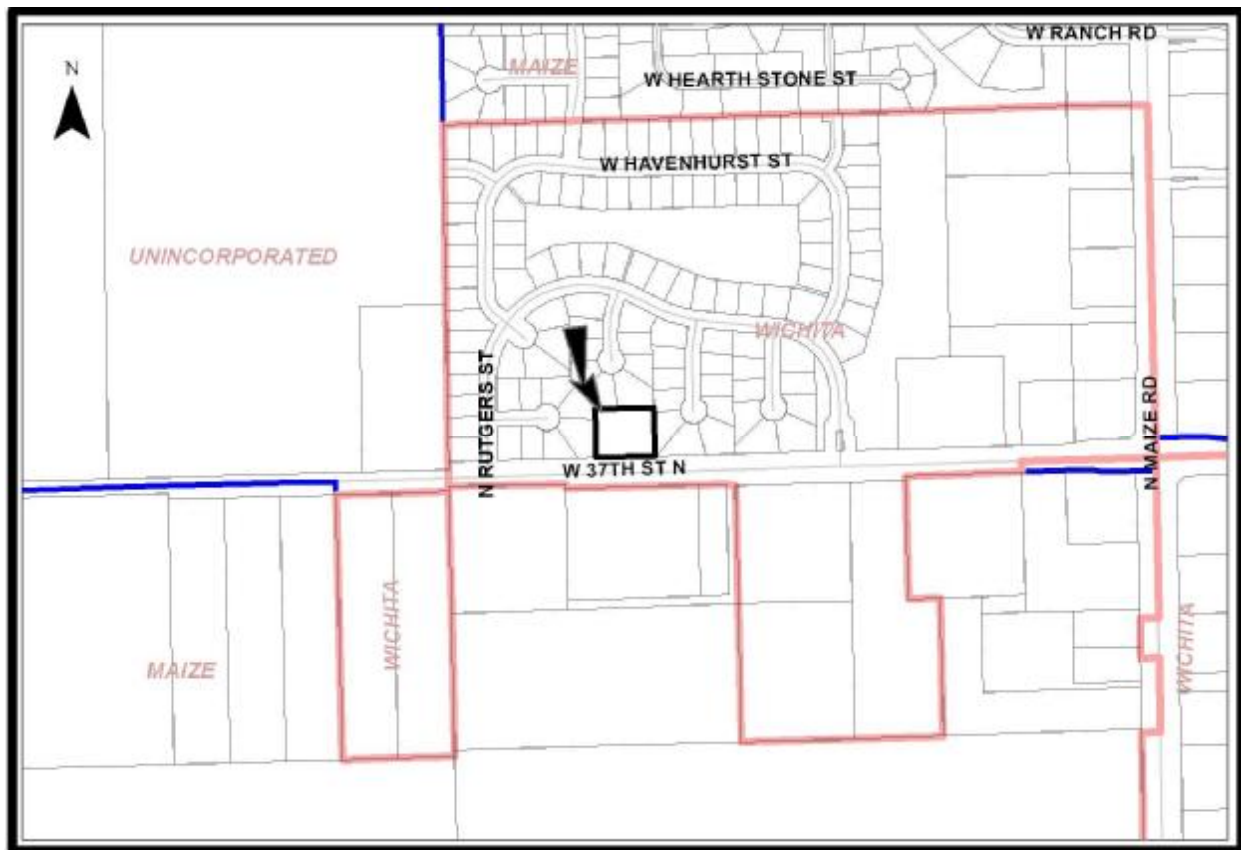 W RANCH RD
MAIZE
W HEARTH STONE ST
N
W HAVENHURST ST
UNINCORPORATED
WICHITA
N RUTGERS ST
N MAIZE RD
W 37TH ST N
WICHITA
MAIZE
WICHITA